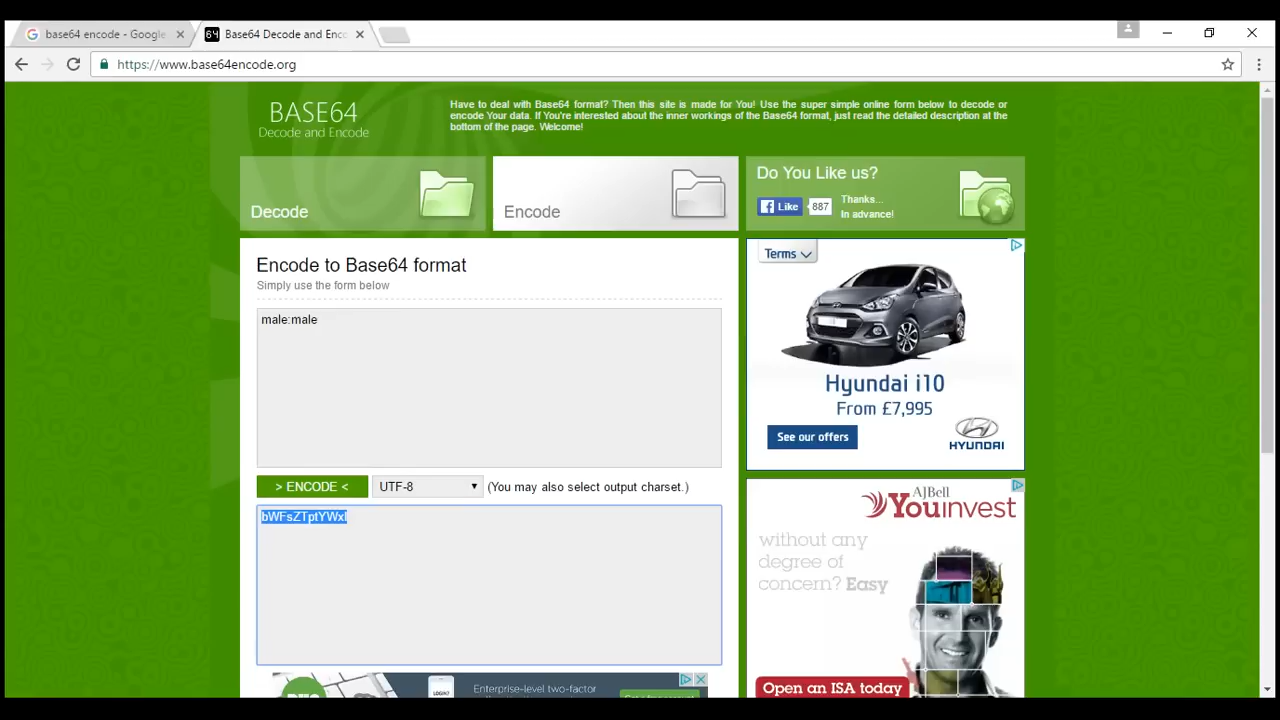 base64 encode - Google
64 Base64 Decode and Enc
https://www.base64encode.org
BASE64
Decode and Encode
Have to deal with Base64 format? Then this site is made for You! Use the super simple online form below to decode or
encode Your data. If You're interested about the inner workings of the Base64 format, just read the detailed description at the
bottom of the page. Welcome!
Decode
Encode
Do You Like us?
Like 887
Thanks...
In advance!
Encode to Base64 format
Simply use the form below
male:male
> ENCODE <
UTF-8
(You may also select output charset.)
bWFsZTptYWxl
Terms
Hyundai i10
From £7,995
See our offers
HYUNDAI
AJBell
Youinvest
without any
degree of
concern? Easy
Open an ISA today
LOGIN?
Enterprise-level two-factor